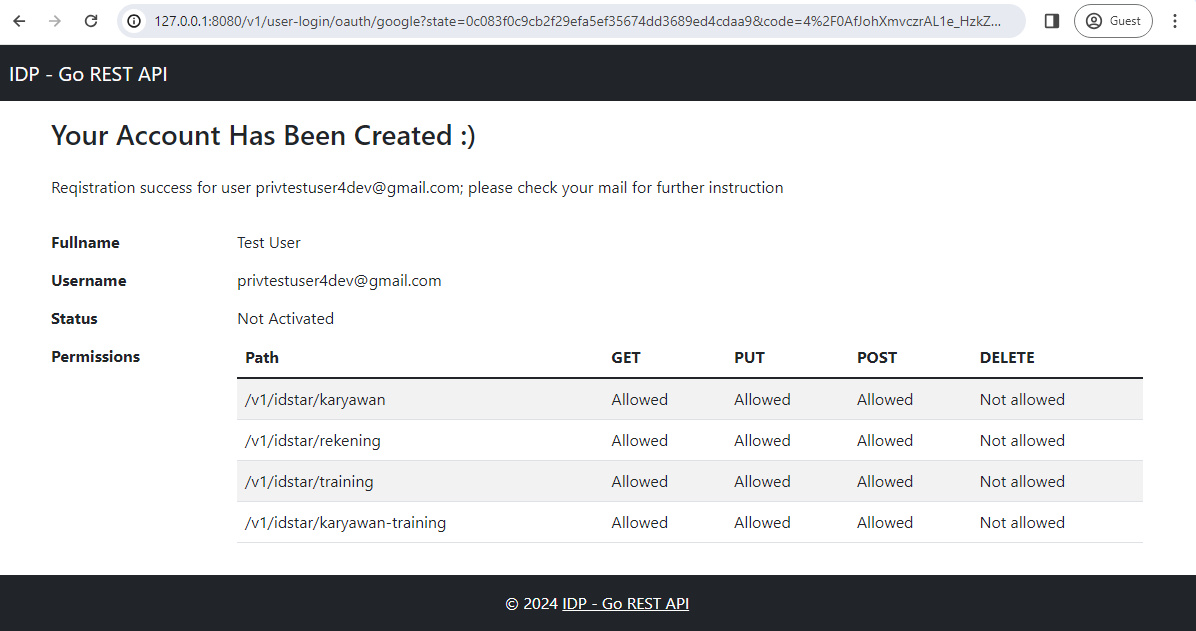 127.0.0.1:8080/v1/user-login/oauth/google?state=0c083f0c9cb2f29efa5ef35674dd3689ed4cdaa9&code=4%2F0AfJohXmvczrAL1e_HzkZ...
Guest
IDP - Go REST API
Your Account Has Been Created :)
Reqistration success for user privtestuser4dev@gmail.com; please check your mail for further instruction
Fullname Test User
Username privtestuser4dev@gmail.com
Status Not Activated
Permissions Path GET PUT POST DELETE
/v1/idstar/karyawan Allowed Allowed Allowed Not allowed
/v1/idstar/rekening Allowed Allowed Allowed Not allowed
/v1/idstar/training Allowed Allowed Allowed Not allowed
/v1/idstar/karyawan-training Allowed Allowed Allowed Not allowed
© 2024 IDP - Go REST API